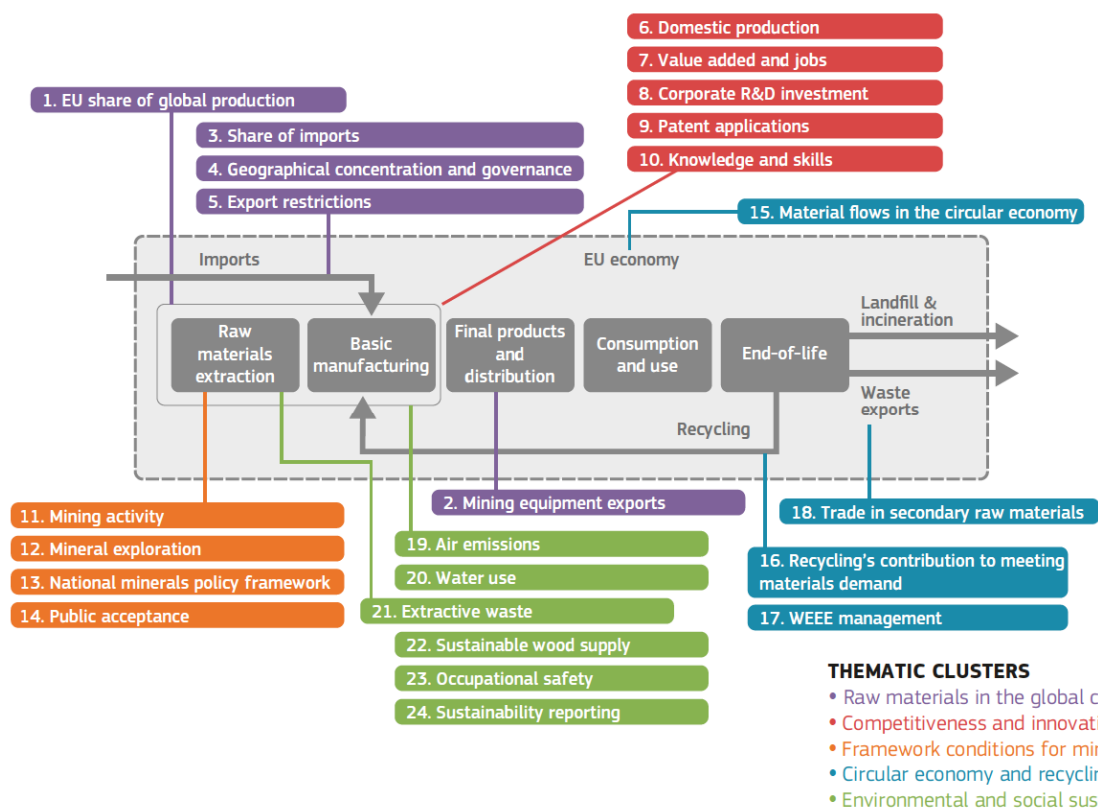 6. Domestic production
7. Value added and jobs
8. Corporate R&D investment
9. Patent applications
10. Knowledge and skills
1. EU share of global production
3. Share of imports
4. Geographical concentration and governance
5. Export restrictions
15. Material flows in the circular economy
Imports
EU economy
Raw
materials
extraction
Basic
manufacturing
Final products
and
distribution
Consumption
and use
End-of-life
Landfill &
incineration
Waste
exports
Recycling
2. Mining equipment exports
11. Mining activity
12. Mineral exploration
13. National minerals policy framework
14. Public acceptance
19. Air emissions
20. Water use
21. Extractive waste
22. Sustainable wood supply
23. Occupational safety
24. Sustainability reporting
18. Trade in secondary raw materials
16. Recycling's contribution to meeting
materials demand
17. WEEE management
THEMATIC CLUSTERS
• Raw materials in the global
• Competitiveness and
• Framework conditions for
• Circular economy and
• Environmental and social